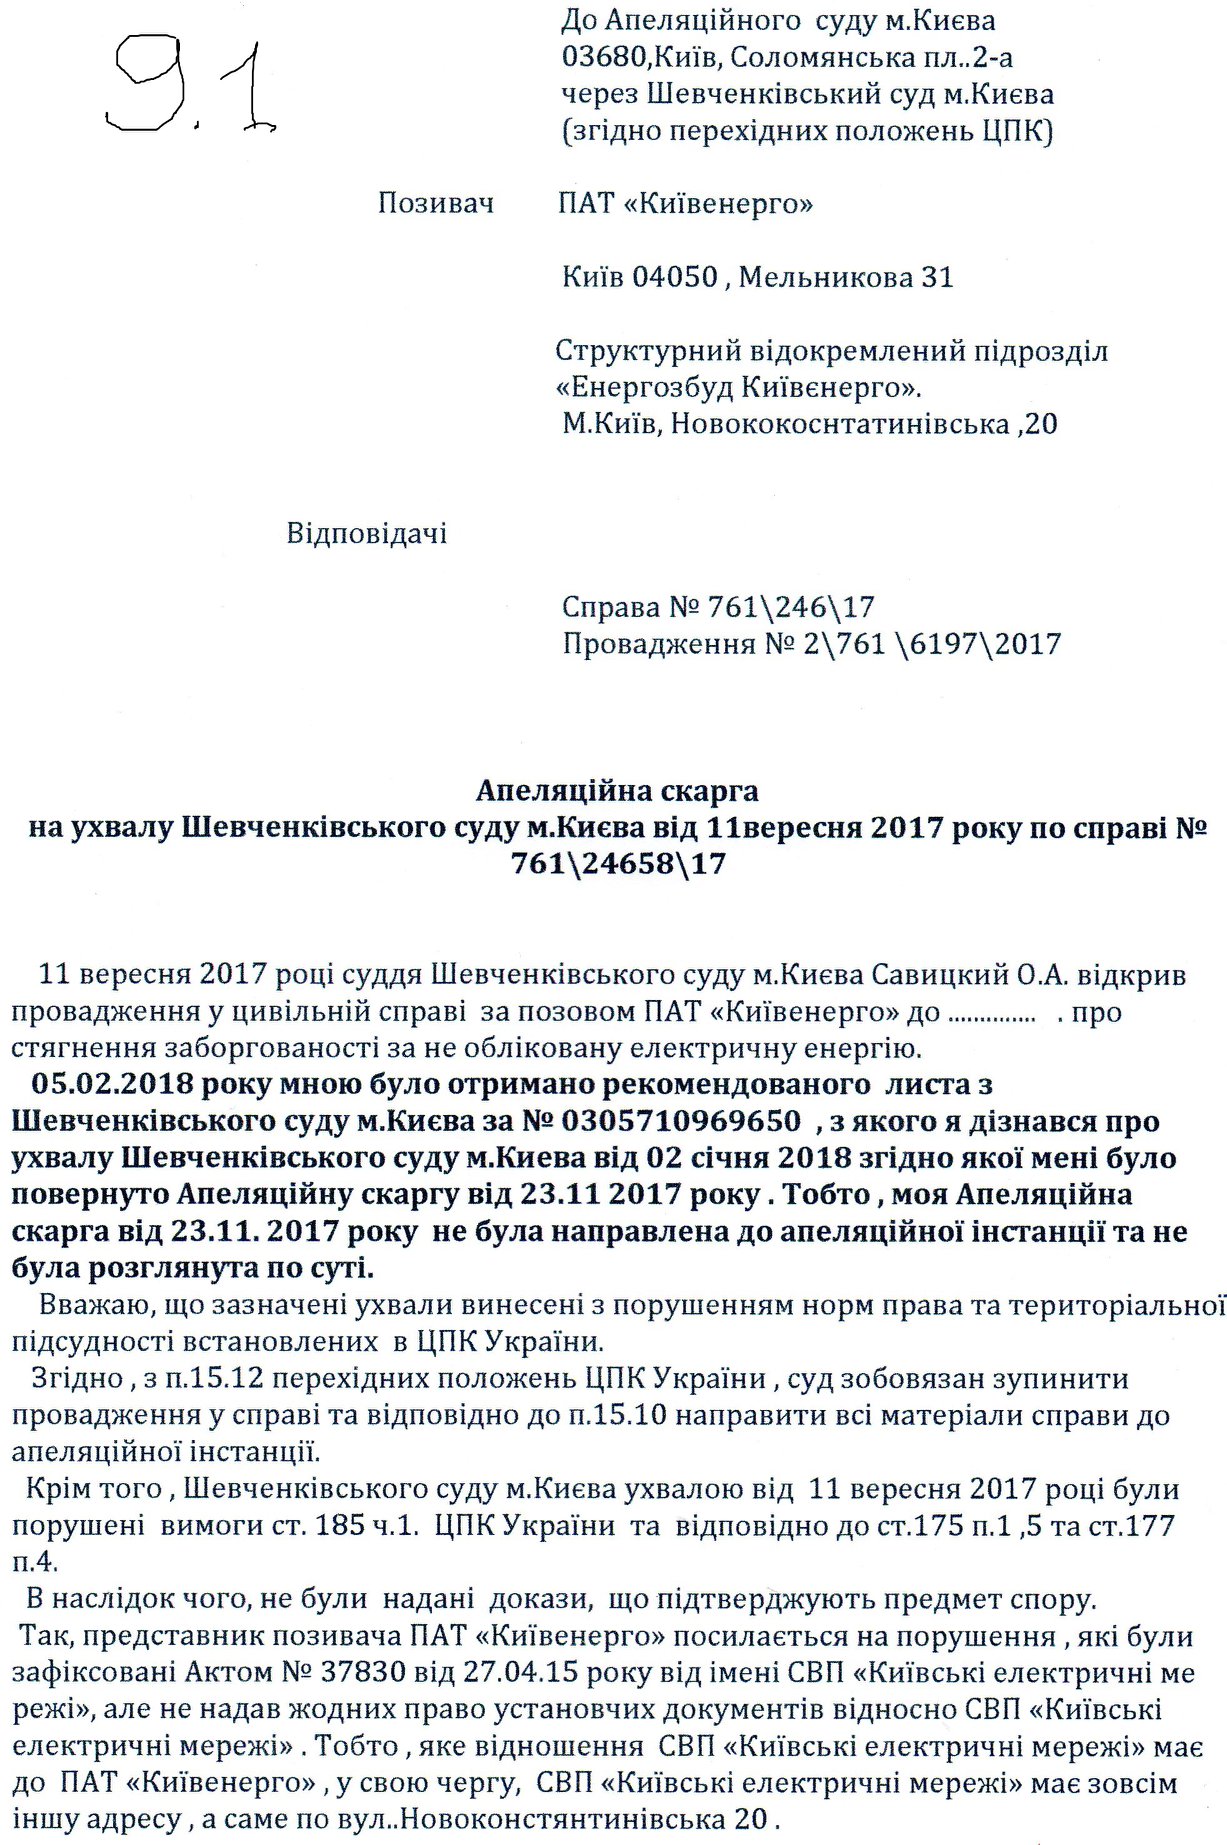 9.1
До Апеляційного суду м.Києва
03680,Київ, Соломянська пл..2-а
через Шевченківський суд м.Києва
(згідно перехідних положень ЦПК)
Позивач ПАТ «Київенерго»
Київ 04050 , Мельникова 31
Структурний відокремлений підрозділ
«Енергозбуд Київєнерго».
М.Київ, Новококоснтатинівська ,20
Відповідачі
Справа № 761\246\17
Провадження № 2\761 \6197\2017
Апеляційна скарга
на ухвалу Шевченківського суду м.Києва від 11вересня 2017 року по справі №
761\24658\17
11 вересня 2017 році суддя Шевченківського суду м.Києва Савицкий О.А. відкрив
провадження у цивільній справі за позовом ПАТ «Київенерго» до .............. . про
стягнення заборгованості за не обліковану електричну енергію.
05.02.2018 року мною було отримано рекомендованого листа з
Шевченківського суду м.Києва за № 0305710969650 , з якого я дізнався про
ухвалу Шевченківського суду м.Киева від 02 січня 2018 згідно якої мені було
повернуто Апеляційну скаргу від 23.11 2017 року . Тобто , моя Апеляційна
скарга від 23.11. 2017 року не була направлена до апеляційної інстанції та не
була розглянута по суті.
Вважаю, що зазначені ухвали винесені з порушенням норм права та територіальної
підсудності встановлених в ЦПК України.
Згідно , з п.15.12 перехідних положень ЦПК України , суд зобовязан зупинити
провадження у справі та відповідно до п.15.10 направити всі матеріали справи до
апеляційної інстанції.
Крім того , Шевченківського суду м.Києва ухвалою від 11 вересня 2017 році були
порушені вимоги ст. 185 ч.1. ЦПК України та відповідно до ст.175 п.1 ,5 та ст.177
п.4.
В наслідок чого, не були надані докази, що підтверджують предмет спору.
Так, представник позивача ПАТ «Київенерго» посилається на порушення , які були
зафіксовані Актом № 37830 від 27.04.15 року від імені СВП «Київські електричні ме
режі», але не надав жодних право установчих документів відносно СВП «Київські
електричні мережі» . Тобто , яке відношення СВП «Київські електричні мережі» має
до ПАТ «Київенерго» , у свою чергу, СВП «Київські електричні мережі» має зовсім
іншу адресу , а саме по вул..Новоконстянтинівська 20 .